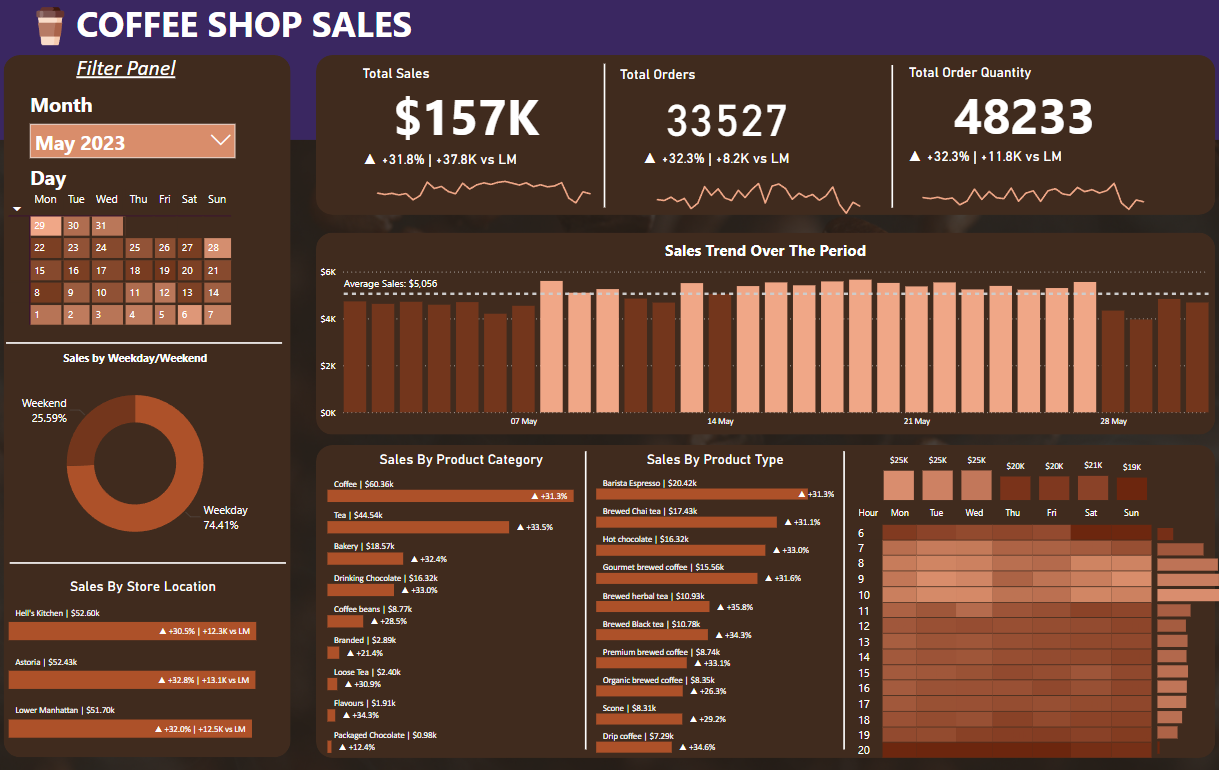 COFFEE SHOP SALES
Filter Panel
Month
May 2023
Day
Mon Tue Wed Thu Fri Sat Sun
29 30 31
22 23 24 25 26 27 28
15 16 17 18 19 20 21
8 9 10 11 12 13 14
1 2 3 4 5 6 7
Sales by Weekday/Weekend
Weekend
25.59%
Weekday
74.41%
Sales By Store Location
Hell's Kitchen | $52.60k
▲ +30.5% | +12.3K vs LM
Astoria | $52.43k
▲ +32.8% | +13.1K vs LM
Lower Manhattan | $51.70k
▲ +32.0% | +12.5K vs LM
Total Sales
$157K
▲ +31.8% | +37.8K vs LM
Total Orders
33527
▲ +32.3% | +8.2K vs LM
Total Order Quantity
48233
▲ +32.3% | +11.8K vs LM
Sales Trend Over The Period
$6K
Average Sales: $5,056
$4K
$2K
$0K
07 May 14 May 21 May 28 May
Sales By Product Category
Coffee | $60.36k
▲ +31.3%
Tea | $44.54k
▲ +33.5%
Bakery | $18.57k
▲ +32.4%
Drinking Chocolate | $16.32k
▲ +33.0%
Coffee beans | $8.77k
▲ +28.5%
Branded | $2.89k
▲ +21.4%
Loose Tea | $2.40k
▲ +30.9%
Flavours | $1.91k
▲ +34.3%
Packaged Chocolate | $0.98k
▲ +12.4%
Sales By Product Type
Barista Espresso | $20.42k
▲ +31.3%
Brewed Chai tea | $17.43k
▲ +31.1%
Hot chocolate | $16.32k
▲ +33.0%
Gourmet brewed coffee | $15.56k
▲ +31.6%
Brewed herbal tea | $10.93k
▲ +35.8%
Brewed Black tea | $10.78k
▲ +34.3%
Premium brewed coffee | $8.74k
▲ +33.1%
Organic brewed coffee | $8.35k
▲ +26.3%
Scone | $8.31k
▲ +29.2%
Drip coffee | $7.29k
▲ +34.6%
$25K $25K $25K $20K $20K $21K $19K
Hour Mon Tue Wed Thu Fri Sat Sun
6
7
8
9
10
11
12
13
14
15
16
17
18
19
20